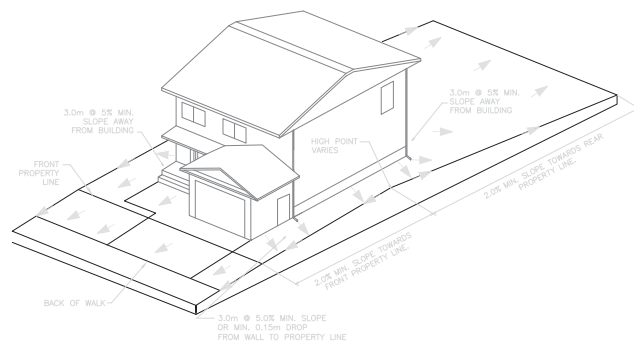 3.0m @ 5% MIN.
SLOPE AWAY
FROM BUILDING
3.0m @ 5% MIN.
SLOPE AWAY
FROM BUILDING
HIGH POINT
VARIES
FRONT
PROPERTY
LINE
2.0% MIN. SLOPE TOWARDS REAR
PROPERTY LINE.
2.0% MIN. SLOPE TOWARDS
FRONT PROPERTY LINE.
BACK OF WALK
3.0m @ 5.0% MIN. SLOPE
OR MIN. 0.15m DROP
FROM WALL TO PROPERTY LINE